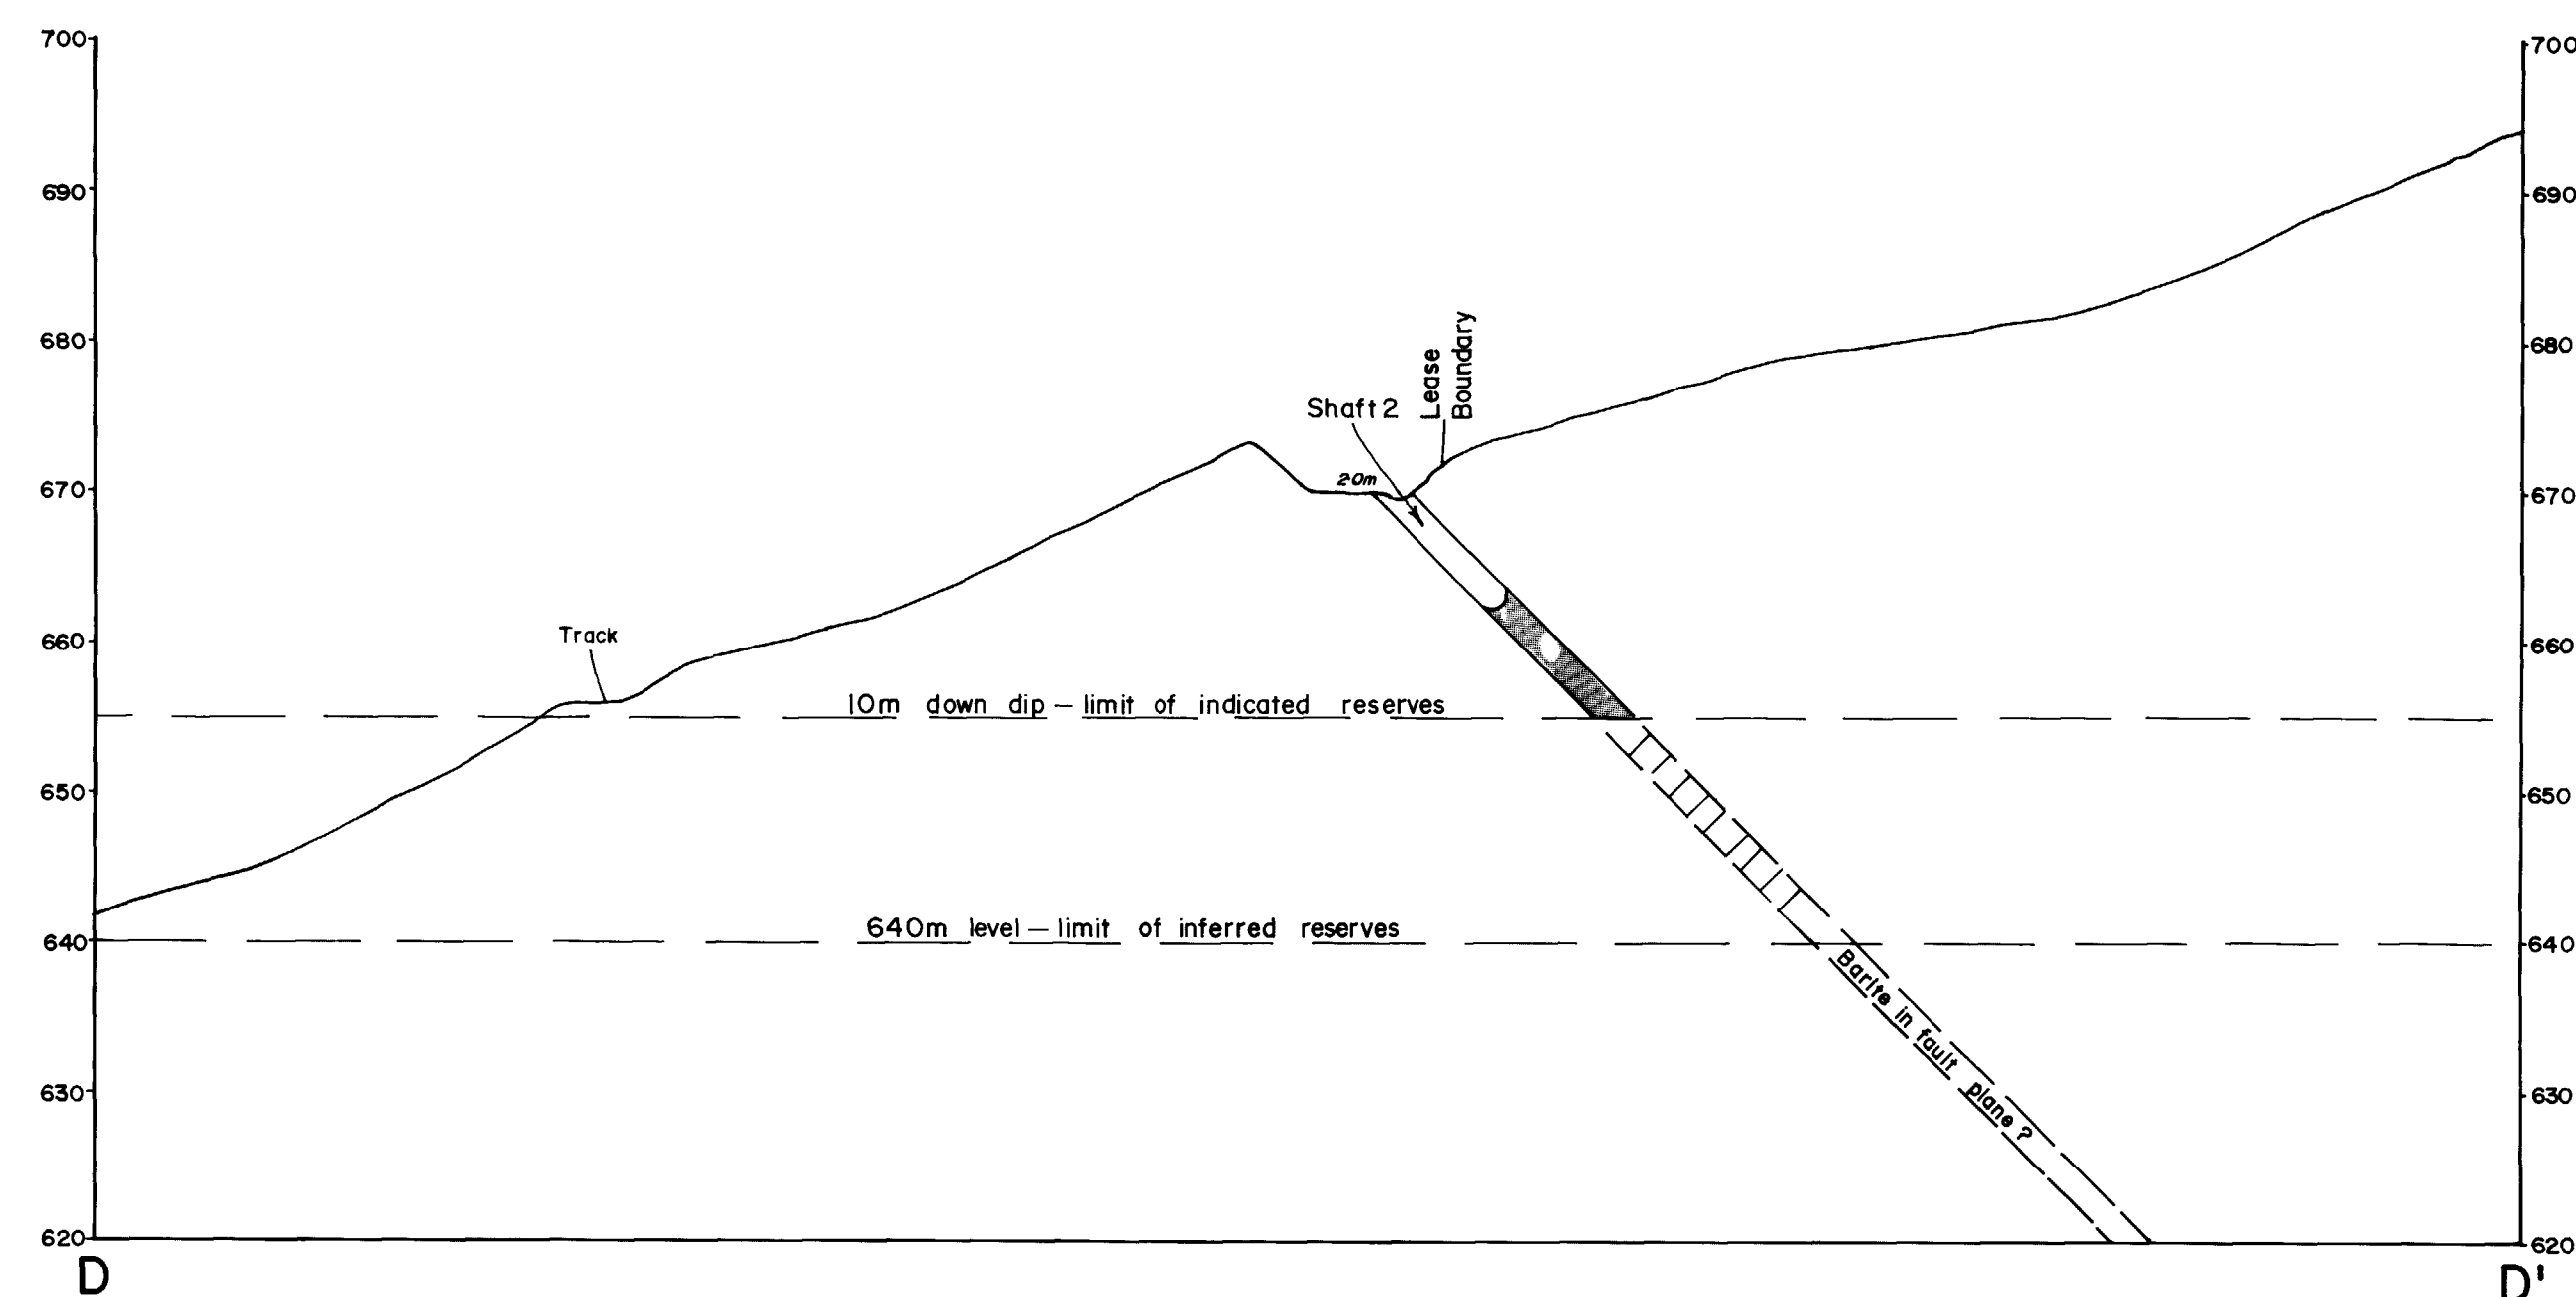 700
690
680
670
660
650
640
630
620
700
690
680
670
660
650
640
630
620
Lease
Boundary
Shaft 2
20m
Track
10m down dip — limit of indicated reserves
640m level — limit of inferred reserves
Barite in fault plane ?
D
D'